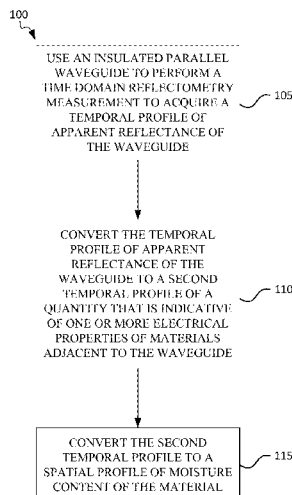 100
USE AN INSULATED PARALLEL
WAVEGUIDE TO PERFORM A
TIME DOMAIN REFLECTOMETRY
MEASUREMENT TO ACQUIRE A
TEMPORAL PROFILE OF
APPARENT REFLECTANCE OF
THE WAVEGUIDE
105
CONVERT THE TEMPORAL
PROFILE OF APPARENT
REFLECTANCE OF THE
WAVEGUIDE TO A SECOND
TEMPORAL PROFILE OF A
QUANTITY THAT IS INDICATIVE
OF ONE OR MORE ELECTRICAL
PROPERTIES OF MATERIALS
ADJACENT TO THE WAVEGUIDE
110
CONVERT THE SECOND
TEMPORAL PROFILE TO A
SPATIAL PROFILE OF MOISTURE
CONTENT OF THE MATERIAL
115